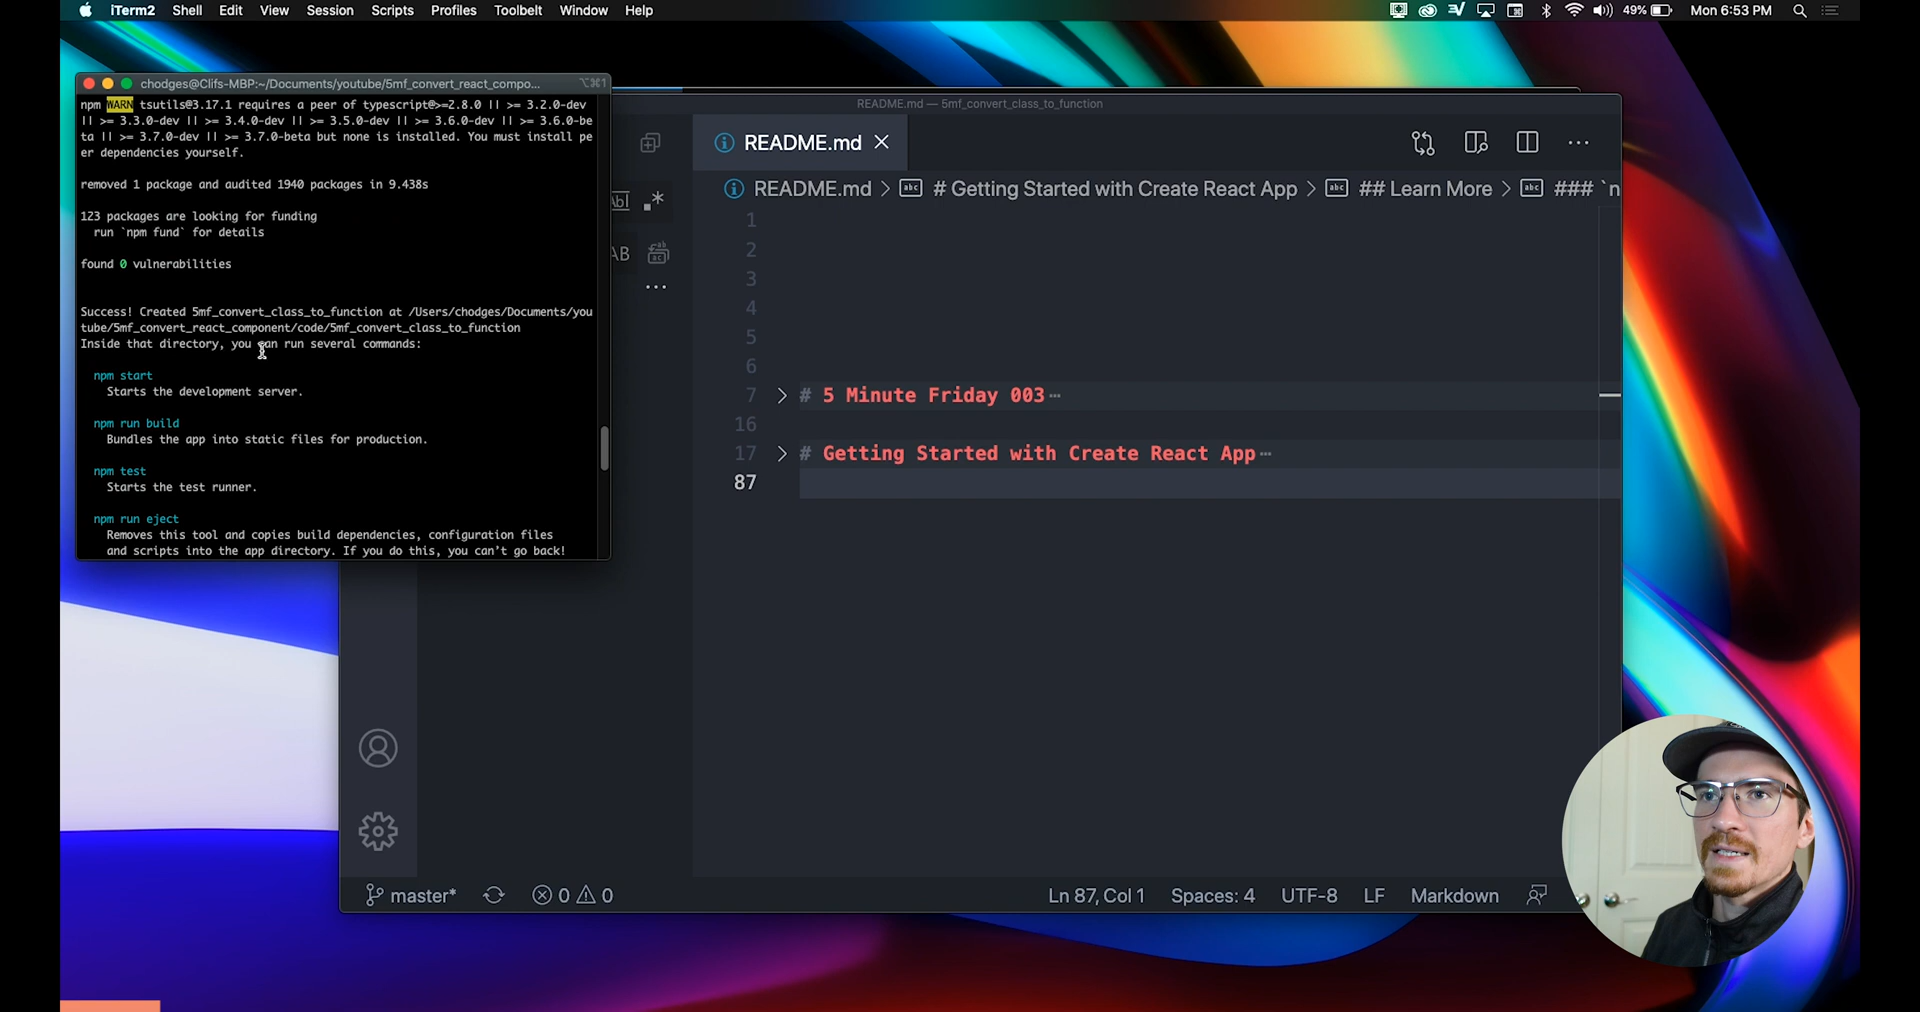 iTerm2 Shell Edit View Session Scripts Profiles Toolbelt Window Help
49% Mon 6:53 PM
chodges@Clifs-MBP:~/Documents/youtube/5mf_convert_react_compo... ⌥⌘1
npm WARN tsutils@3.17.1 requires a peer of typescript@>=2.8.0 || >= 3.2.0-dev
|| >= 3.3.0-dev || >= 3.4.0-dev || >= 3.5.0-dev || >= 3.6.0-dev || >= 3.6.0-be
ta || >= 3.7.0-dev || >= 3.7.0-beta but none is installed. You must install pe
er dependencies yourself.
removed 1 package and audited 1940 packages in 9.438s
123 packages are looking for funding
run `npm fund` for details
found 0 vulnerabilities
Success! Created 5mf_convert_class_to_function at /Users/chodges/Documents/you
tube/5mf_convert_react_component/code/5mf_convert_class_to_function
Inside that directory, you can run several commands:
npm start
Starts the development server.
npm run build
Bundles the app into static files for production.
npm test
Starts the test runner.
npm run eject
Removes this tool and copies build dependencies, configuration files
and scripts into the app directory. If you do this, you can't go back!
README.md — 5mf_convert_class_to_function
README.md
README.md > # Getting Started with Create React App > ## Learn More > ### `n
AB
1
2
3
4
5
6
7 # 5 Minute Friday 003
16
17 # Getting Started with Create React App
87
master* 0 0 Ln 87, Col 1 Spaces: 4 UTF-8 LF Markdown